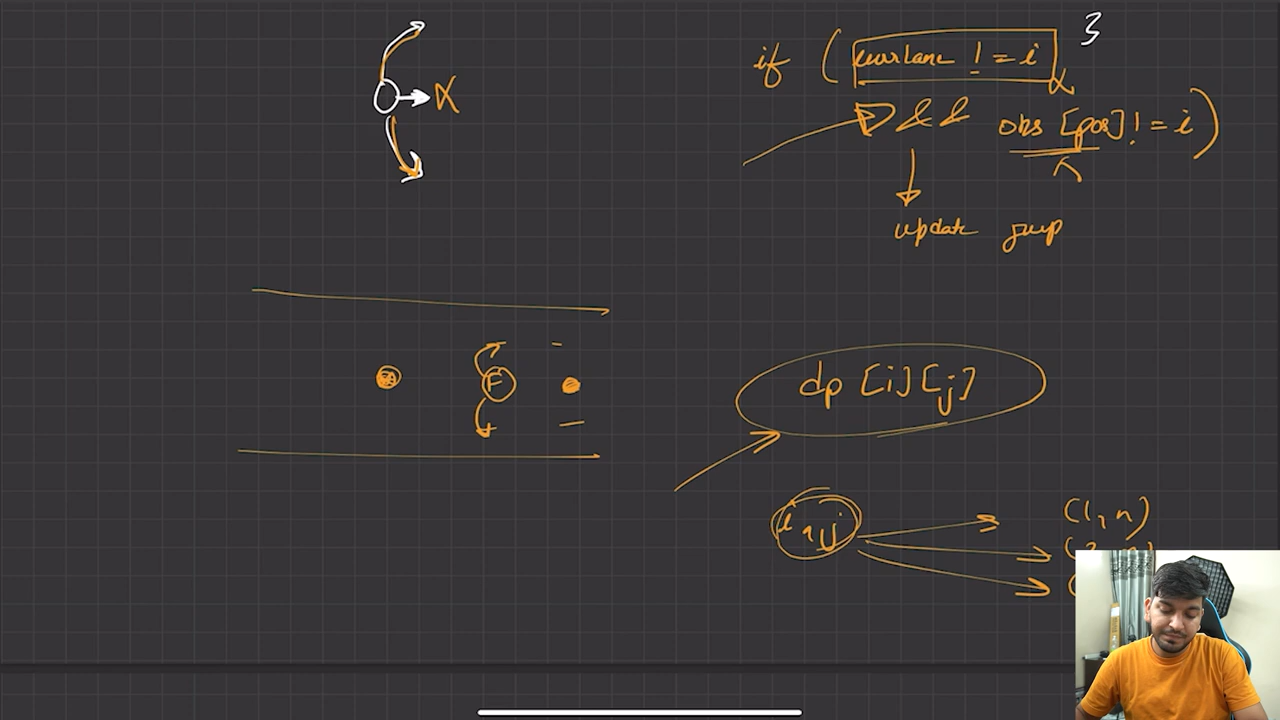 3
if ( currlane != i
&& obs [pos] != i )
update jump
F
dp [i][j]
i, j
(1, n)